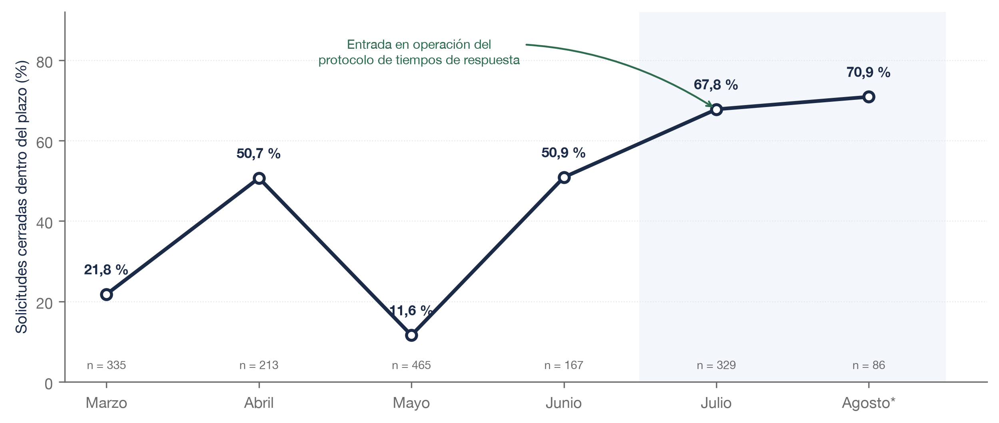 Entrada en operación del
protocolo de tiempos de respuesta
Solicitudes cerradas dentro del plazo (%)
80
60
40
20
0
21,8 %
50,7 %
11,6 %
50,9 %
67,8 %
70,9 %
n = 335
n = 213
n = 465
n = 167
n = 329
n = 86
Marzo
Abril
Mayo
Junio
Julio
Agosto*